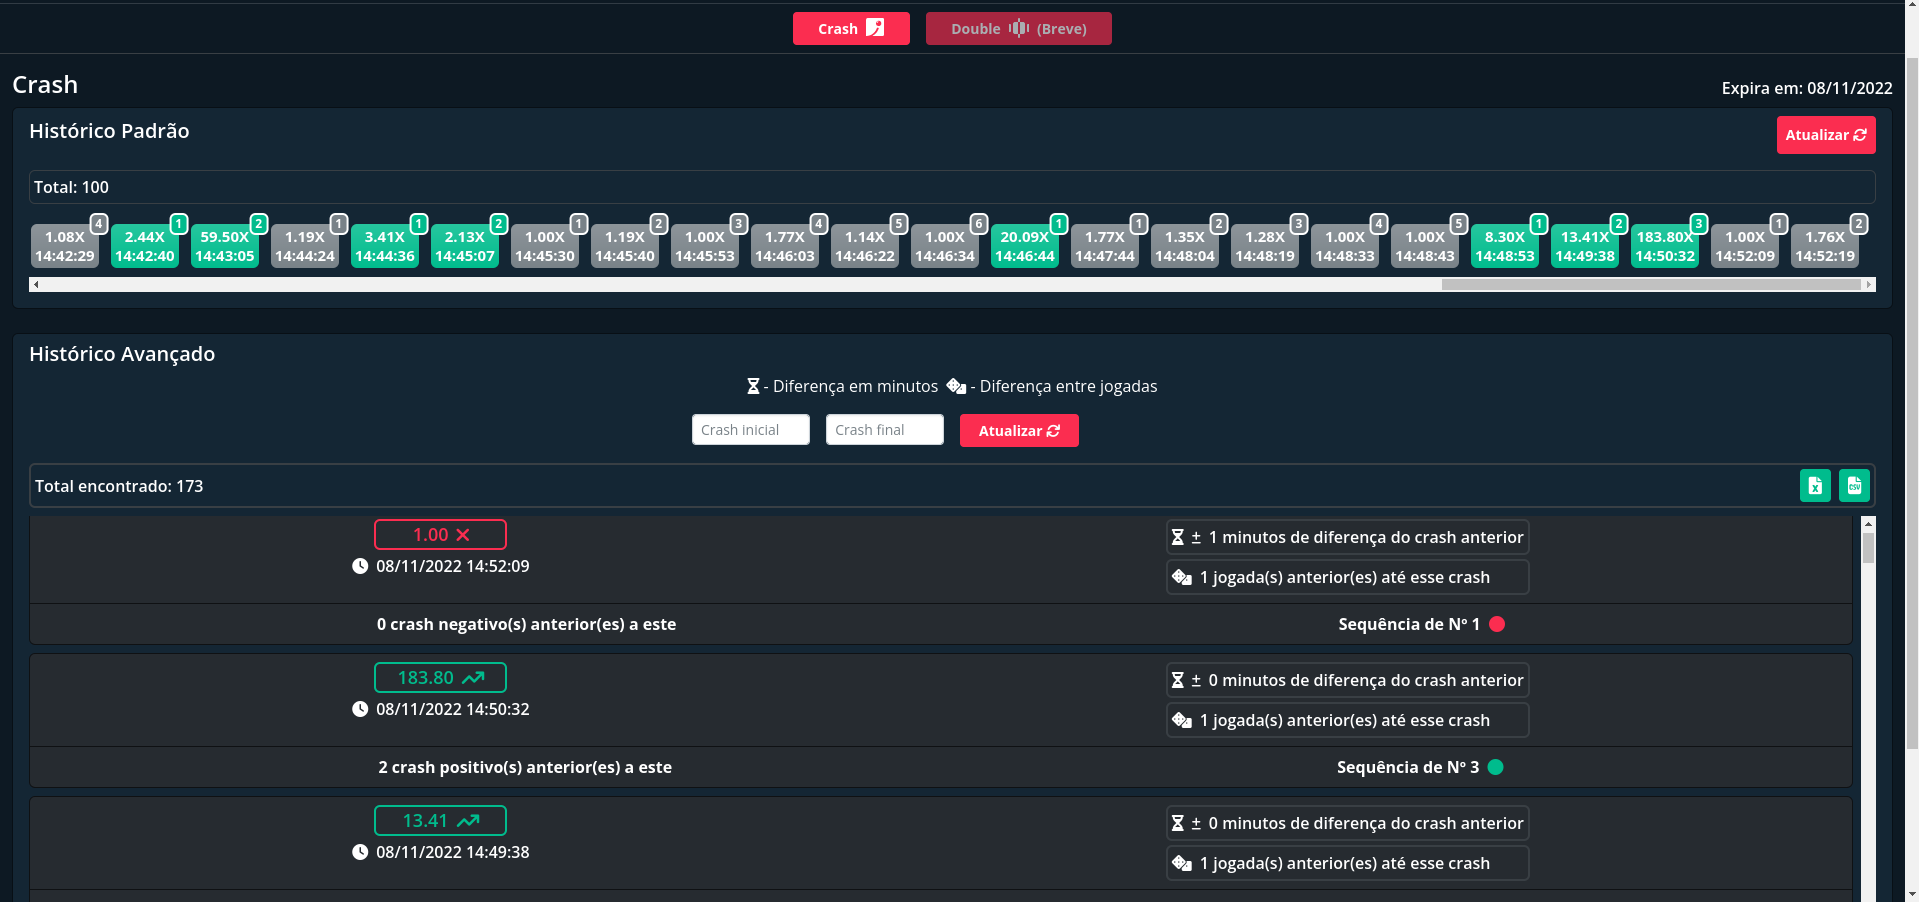 Crash Double (Breve)
Crash
Expira em: 08/11/2022
Histórico Padrão
Atualizar
Total: 100
4 1 2 1 1 2 1 2 3 4 5 6 1 1 2 3 4 5 1 2 3 1 2
1.08X 2.44X 59.50X 1.19X 3.41X 2.13X 1.00X 1.19X 1.00X 1.77X 1.14X 1.00X 20.09X 1.77X 1.35X 1.28X 1.00X 1.00X 8.30X 13.41X 183.80X 1.00X 1.76X
14:42:29 14:42:40 14:43:05 14:44:24 14:44:36 14:45:07 14:45:30 14:45:40 14:45:53 14:46:03 14:46:22 14:46:34 14:46:44 14:47:44 14:48:04 14:48:19 14:48:33 14:48:43 14:48:53 14:49:38 14:50:32 14:52:09 14:52:19
Histórico Avançado
- Diferença em minutos - Diferença entre jogadas
Crash inicial Crash final Atualizar
Total encontrado: 173
CSV
1.00
± 1 minutos de diferença do crash anterior
08/11/2022 14:52:09
1 jogada(s) anterior(es) até esse crash
0 crash negativo(s) anterior(es) a este
Sequência de Nº 1
183.80
± 0 minutos de diferença do crash anterior
08/11/2022 14:50:32
1 jogada(s) anterior(es) até esse crash
2 crash positivo(s) anterior(es) a este
Sequência de Nº 3
13.41
± 0 minutos de diferença do crash anterior
08/11/2022 14:49:38
1 jogada(s) anterior(es) até esse crash